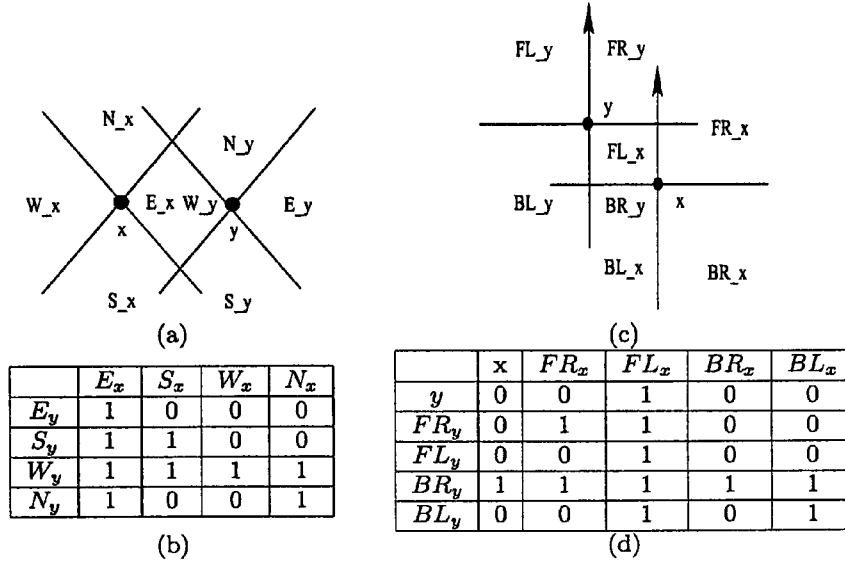 N_x
N_y
W_x
E_x
W_y
E_y
x
y
S_x
S_y
(a)
E_x S_x W_x N_x
E_y 1 0 0 0
S_y 1 1 0 0
W_y 1 1 1 1
N_y 1 0 0 1
(b)
FL_y
FR_y
y
FR_x
FL_x
BL_y
BR_y
x
BL_x
BR_x
(c)
x FR_x FL_x BR_x BL_x
y 0 0 1 0 0
FR_y 0 1 1 0 0
FL_y 0 0 1 0 0
BR_y 1 1 1 1 1
BL_y 0 0 1 0 1
(d)